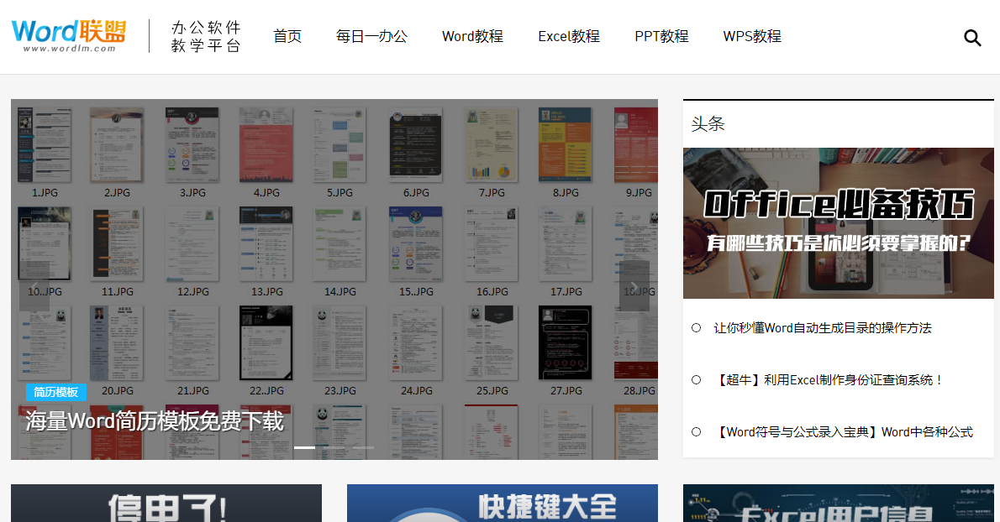 Word联盟
www.wordlm.com
办公软件
教学平台
首页
每日一办公
Word教程
Excel教程
PPT教程
WPS教程
1.JPG
2.JPG
3.JPG
4.JPG
5.JPG
6.JPG
7.JPG
8.JPG
9.JPG
10..JPG
11.JPG
12.JPG
13.JPG
14.JPG
15..JPG
16.JPG
17.JPG
18.JPG
20.JPG
21.JPG
22..JPG
23.JPG
24.JPG
25.JPG
27.JPG
28.JPG
简历模板
海量Word简历模板免费下载
头条
Office必备技巧
有哪些技巧是你必须要掌握的?
让你秒懂Word自动生成目录的操作方法
【超牛】利用Excel制作身份证查询系统！
【Word符号与公式录入宝典】Word中各种公式
停电了!
快捷键大全
Excel用户信息